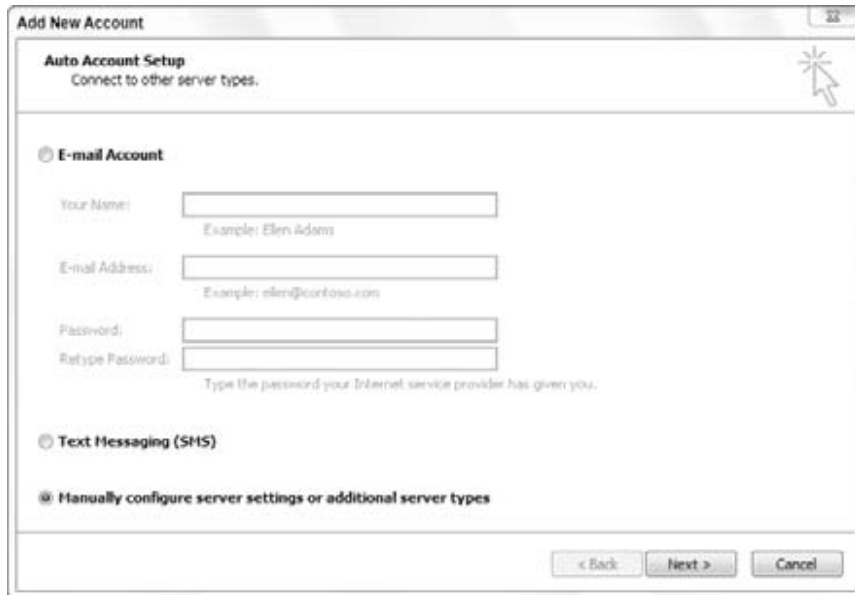 Add New Account
Auto Account Setup
Connect to other server types.
E-mail Account
Your Name:
Example: Ellen Adams
E-mail Address:
Example: ellen@contoso.com
Password:
Retype Password:
Type the password your Internet service provider has given you.
Text Messaging (SMS)
Manually configure server settings or additional server types
< Back Next > Cancel